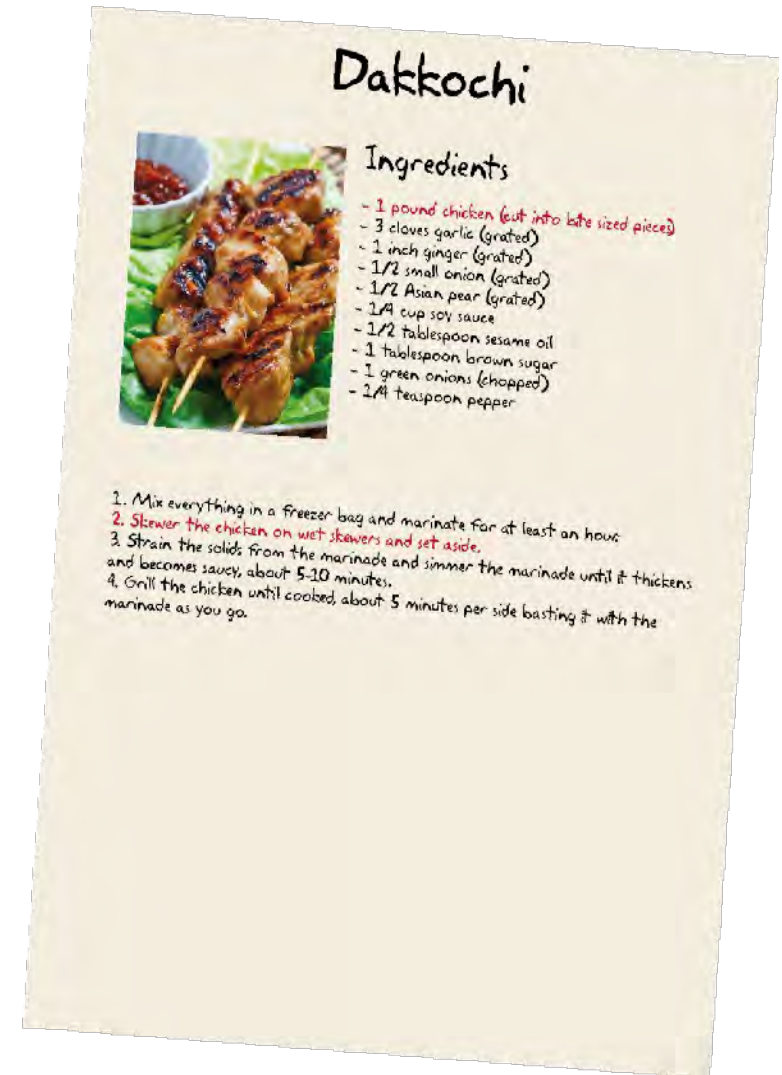 Dakkochi
Ingredients
- 1 pound chicken (cut into bite sized pieces)
- 3 cloves garlic (grated)
- 1 inch ginger (grated)
- 1/2 small onion (grated)
- 1/2 Asian pear (grated)
- 1/4 cup soy sauce
- 1/2 tablespoon sesame oil
- 1 tablespoon brown sugar
- 1 green onions (chopped)
- 1/4 teaspoon pepper
1. Mix everything in a freezer bag and marinate for at least an hour.
2. Skewer the chicken on wet skewers and set aside.
3. Strain the solids from the marinade and simmer the marinade until it thickens
and becomes saucy, about 5-10 minutes.
4. Grill the chicken until cooked, about 5 minutes per side basting it with the
marinade as you go.